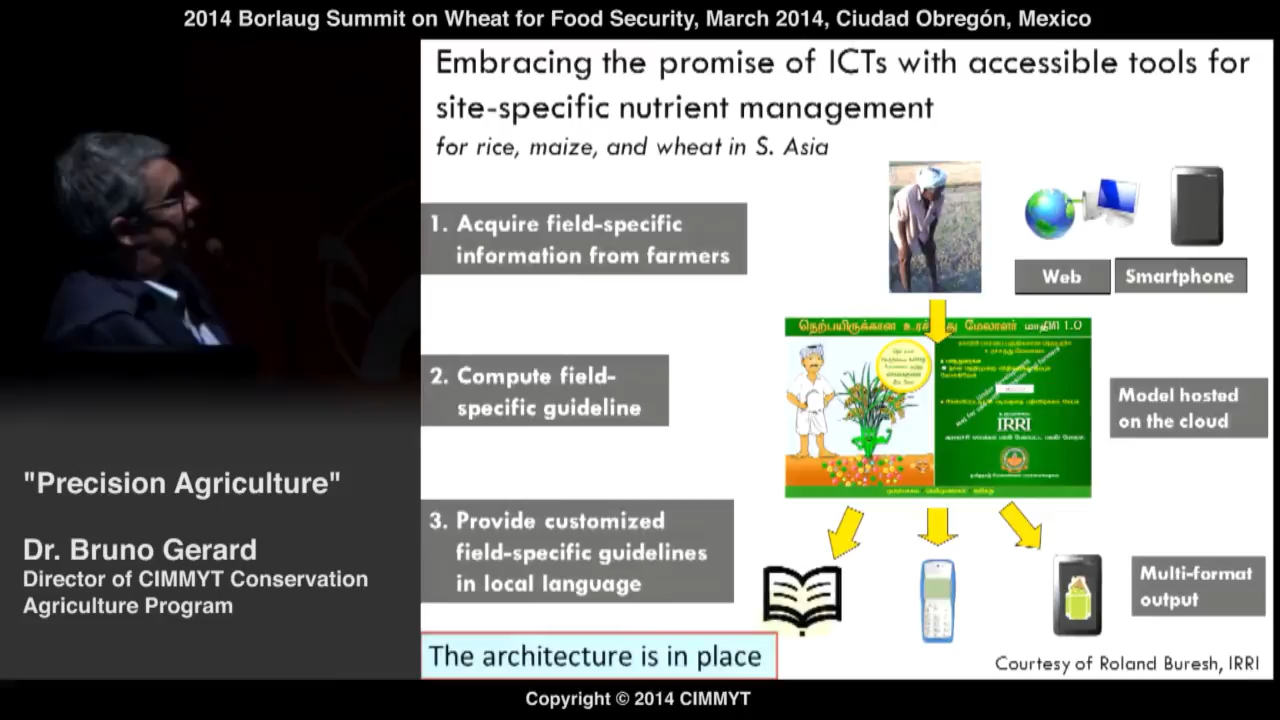 2014 Borlaug Summit on Wheat for Food Security, March 2014, Ciudad Obregón, Mexico
Embracing the promise of ICTs with accessible tools for
site-specific nutrient management
for rice, maize, and wheat in S. Asia
1. Acquire field-specific
information from farmers
Web
Smartphone
நெற்பயிருக்கான மேலாளர் 1.0
2. Compute field-
specific guideline
IRRI
Model hosted
on the cloud
3. Provide customized
field-specific guidelines
in local language
Multi-format
output
The architecture is in place
Courtesy of Roland Buresh, IRRI
"Precision Agriculture"
Dr. Bruno Gerard
Director of CIMMYT Conservation
Agriculture Program
Copyright © 2014 CIMMYT